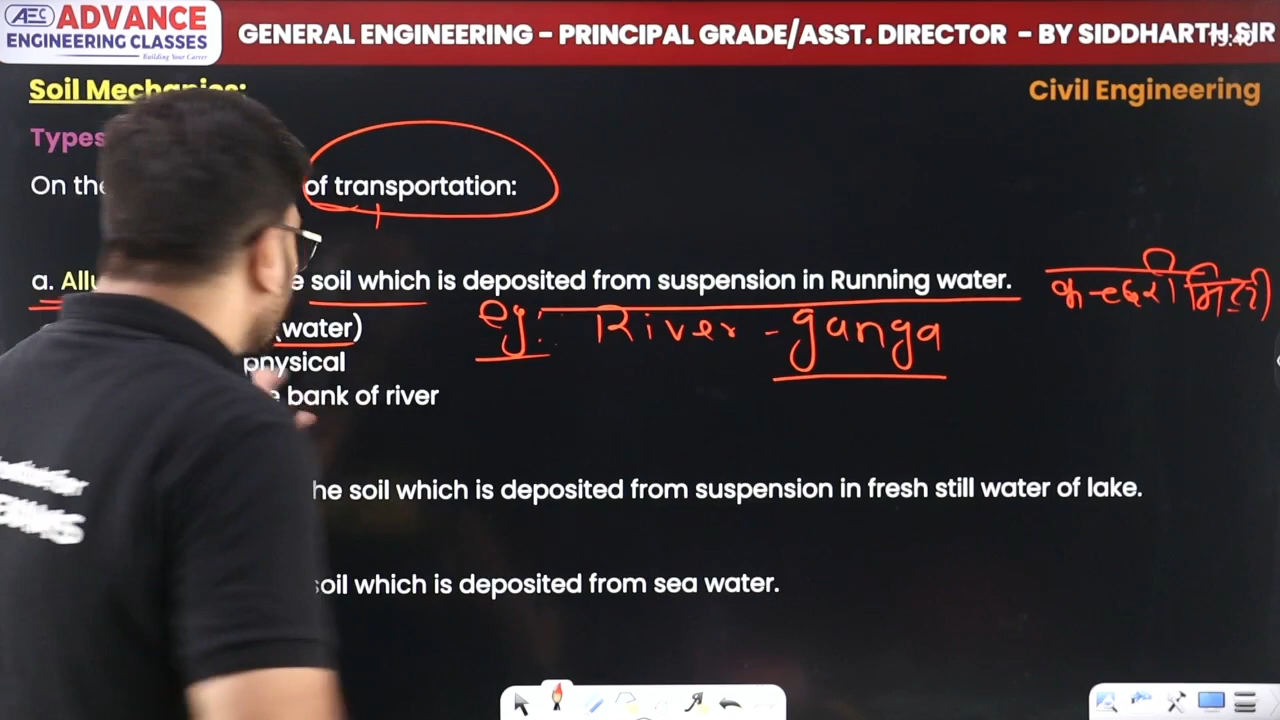 AEC ADVANCE
ENGINEERING CLASSES
Building Your Career
GENERAL ENGINEERING - PRINCIPAL GRADE/ASST. DIRECTOR - BY SIDDHARTH SIR
Soil Mechanics:
Civil Engineering
Types
On the of transportation:
a. Allu soil which is deposited from suspension in Running water.
(water)
eg: River - ganga
physical
bank of river
he soil which is deposited from suspension in fresh still water of lake.
soil which is deposited from sea water.